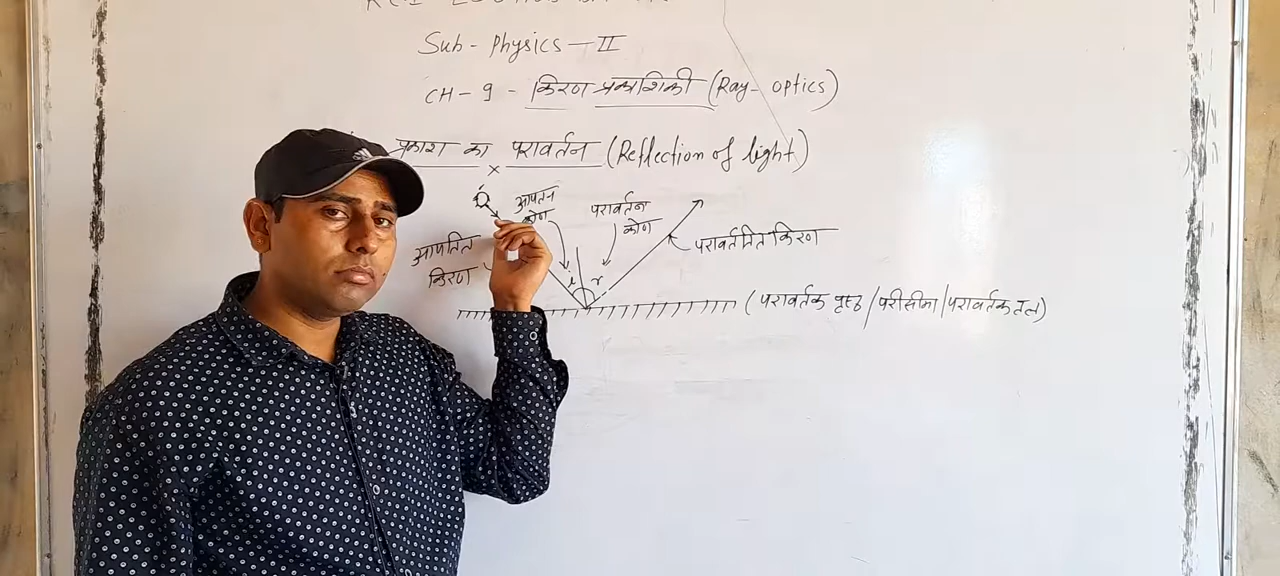 Sub - Physics - II
CH - 9 - किरण प्रकाशिकी (Ray - optics)
प्रकाश का परावर्तन (Reflection of light)
आपतन
कोण
परावर्तन
कोण
आपतित
किरण
i
r
परावर्तमित किरण
(परावर्तक पृष्ठ / परीसीमा / परावर्तक तल)